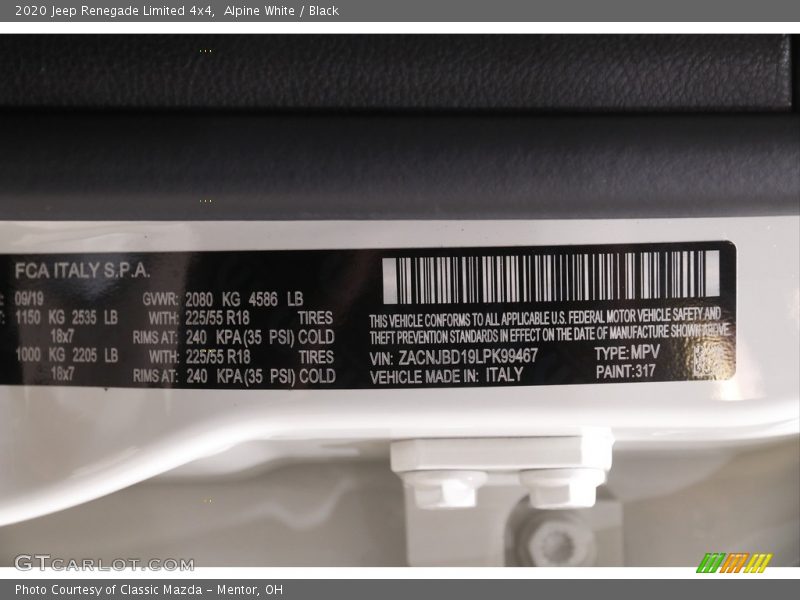 2020 Jeep Renegade Limited 4x4,  Alpine White / Black
FCA ITALY S.P.A.
: 09/19 GVWR: 2080 KG 4586 LB
: 1150 KG 2535 LB WITH: 225/55 R18 TIRES
18x7 RIMS AT: 240 KPA(35 PSI) COLD
1000 KG 2205 LB WITH: 225/55 R18 TIRES
18x7 RIMS AT: 240 KPA(35 PSI) COLD
THIS VEHICLE CONFORMS TO ALL APPLICABLE U.S. FEDERAL MOTOR VEHICLE SAFETY AND
THEFT PREVENTION STANDARDS IN EFFECT ON THE DATE OF MANUFACTURE SHOWN ABOVE
VIN: ZACNJBD19LPK99467 TYPE: MPV
VEHICLE MADE IN: ITALY PAINT:317
GTCARLOT.COM
Photo Courtesy of Classic Mazda - Mentor, OH